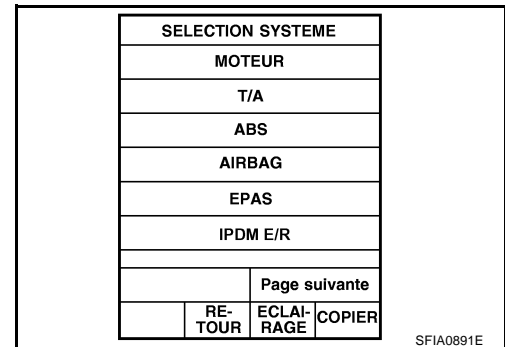 SELECTION SYSTEME
MOTEUR
T/A
ABS
AIRBAG
EPAS
IPDM E/R
Page suivante
RE-
TOUR
ECLAI-
RAGE
COPIER
SFIA0891E